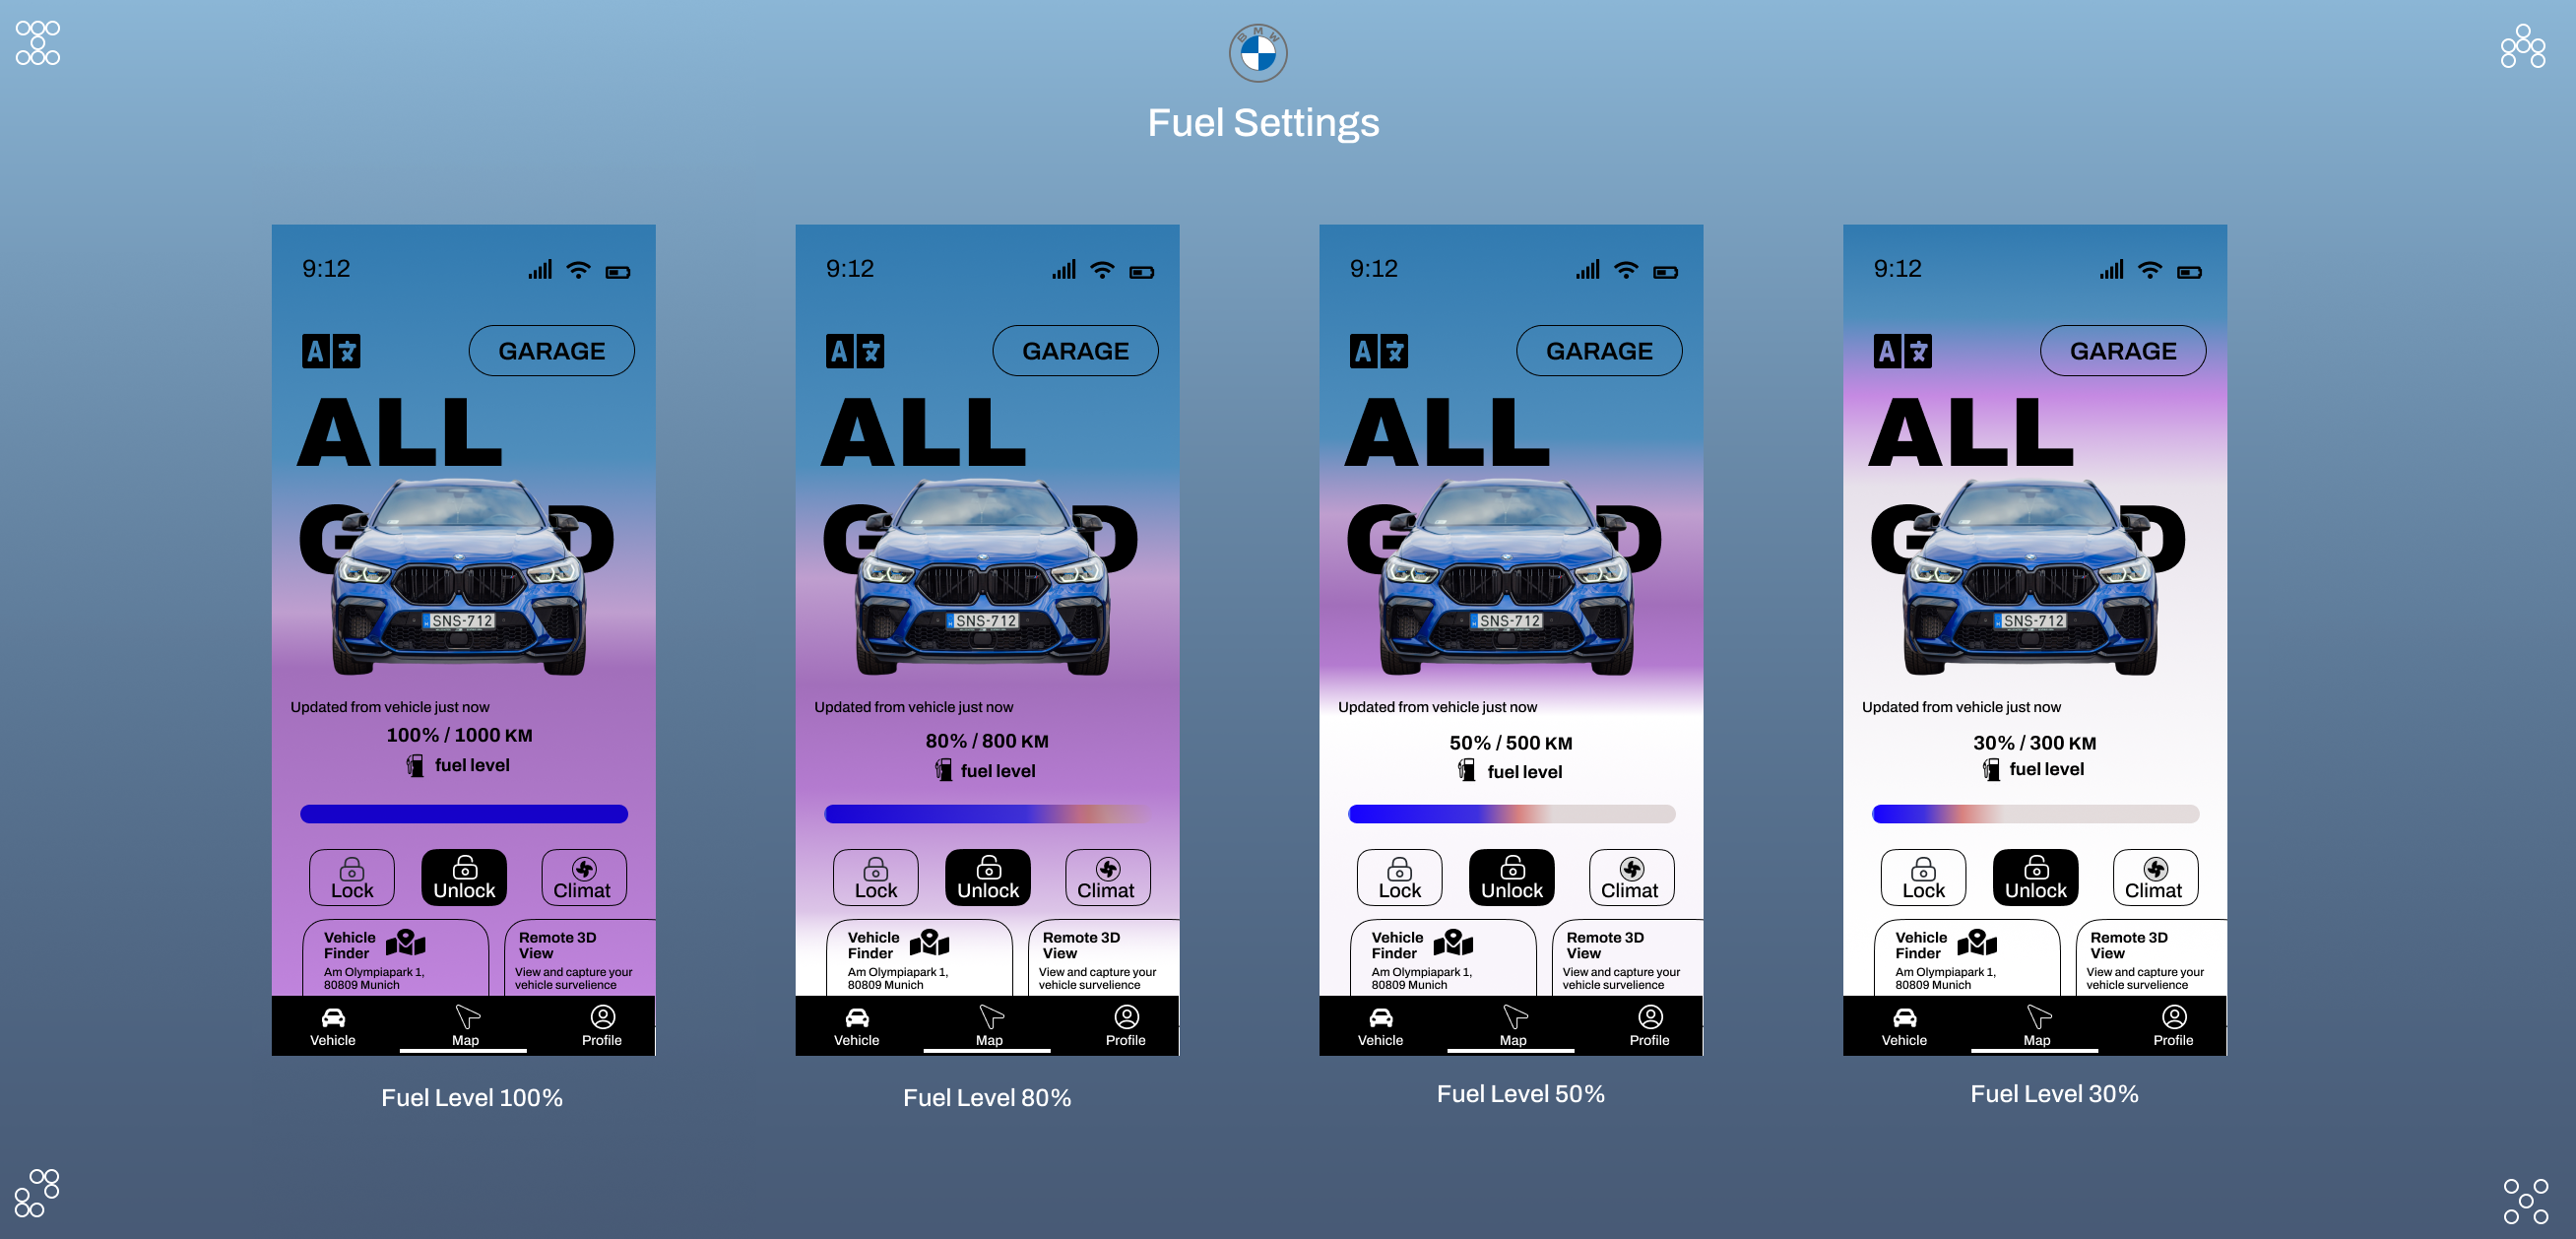 BMW
Fuel Settings
9:12
A文
GARAGE
ALL
SNS-712
Updated from vehicle just now
100% / 1000 KM
fuel level
Lock
Unlock
Climat
Vehicle
Finder
Am Olympiapark 1,
80809 Munich
Remote 3D
View
View and capture your
vehicle survelience
Vehicle
Map
Profile
Fuel Level 100%
9:12
A文
GARAGE
ALL
SNS-712
Updated from vehicle just now
80% / 800 KM
fuel level
Lock
Unlock
Climat
Vehicle
Finder
Am Olympiapark 1,
80809 Munich
Remote 3D
View
View and capture your
vehicle survelience
Vehicle
Map
Profile
Fuel Level 80%
9:12
A文
GARAGE
ALL
SNS-712
Updated from vehicle just now
50% / 500 KM
fuel level
Lock
Unlock
Climat
Vehicle
Finder
Am Olympiapark 1,
80809 Munich
Remote 3D
View
View and capture your
vehicle survelience
Vehicle
Map
Profile
Fuel Level 50%
9:12
A文
GARAGE
ALL
SNS-712
Updated from vehicle just now
30% / 300 KM
fuel level
Lock
Unlock
Climat
Vehicle
Finder
Am Olympiapark 1,
80809 Munich
Remote 3D
View
View and capture your
vehicle survelience
Vehicle
Map
Profile
Fuel Level 30%